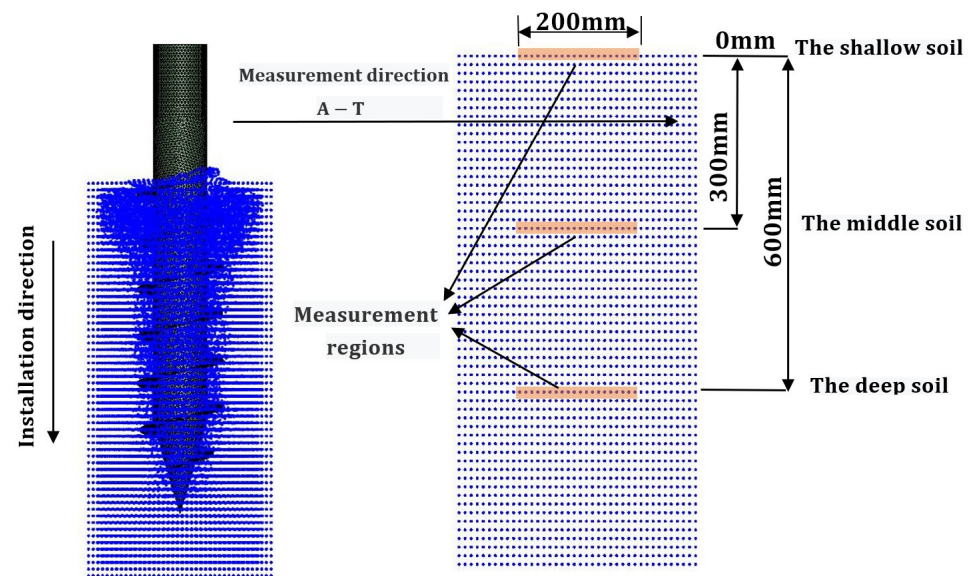 200mm
0mm
The shallow soil
Measurement direction
A – T
300mm
600mm
The middle soil
Installation direction
Measurement
regions
The deep soil